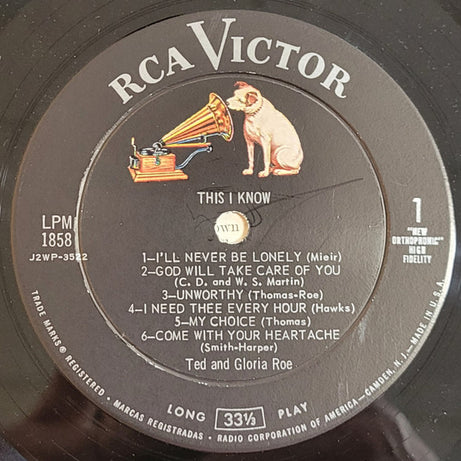 RCA VICTOR
THIS I KNOW
LPM
1858
J2WP-3522
1
"NEW
ORTHOPHONIC"
HIGH
FIDELITY
1—I'LL NEVER BE LONELY (Mieir)
2—GOD WILL TAKE CARE OF YOU
(C. D. and W. S. Martin)
3—UNWORTHY (Thomas-Roe)
4—I NEED THEE EVERY HOUR (Hawks)
5—MY CHOICE (Thomas)
6—COME WITH YOUR HEARTACHE
(Smith-Harper)
Ted and Gloria Roe
LONG 33⅓ PLAY
TRADE MARKS ® REGISTERED • MARCAS REGISTRADAS • RADIO CORPORATION OF AMERICA—CAMDEN, N.J.—MADE IN U.S.A.